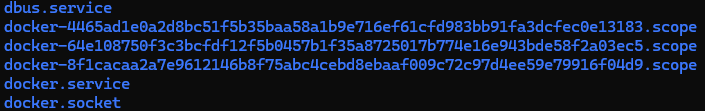 dbus.service
docker-4465ad1e0a2d8bc51f5b35baa58a1b9e716ef61cfd983bb91fa3dcfec0e13183.scope
docker-64e108750f3c3bcfdf12f5b0457b1f35a8725017b774e16e943bde58f2a03ec5.scope
docker-8f1cacaa2a7e9612146b8f75abc4cebd8ebaaf009c72c97d4ee59e79916f04d9.scope
docker.service
docker.socket